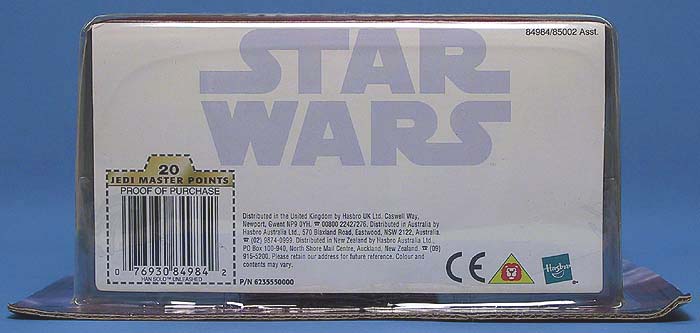 84984/85002 Asst.
STAR
WARS
20
JEDI MASTER POINTS
PROOF OF PURCHASE
0 76930 84984 2
HAN SOLO™ UNLEASHED
Distributed in the United Kingdom by Hasbro UK Ltd. Caswell Way,
Newport, Gwent NP9 0YH. ☎ 00800 22427276. Distributed in Australia by
Hasbro Australia Ltd., 570 Blaxland Road, Eastwood, NSW 2122, Australia.
☎ (02) 9874-0999. Distributed in New Zealand by Hasbro Australia Ltd.,
PO Box 100-940, North Shore Mail Centre, Auckland, New Zealand. ☎ (09)
915-5200. Please retain our address for future reference. Colour and
contents may vary.
P/N 6235550000
CE
Hasbro